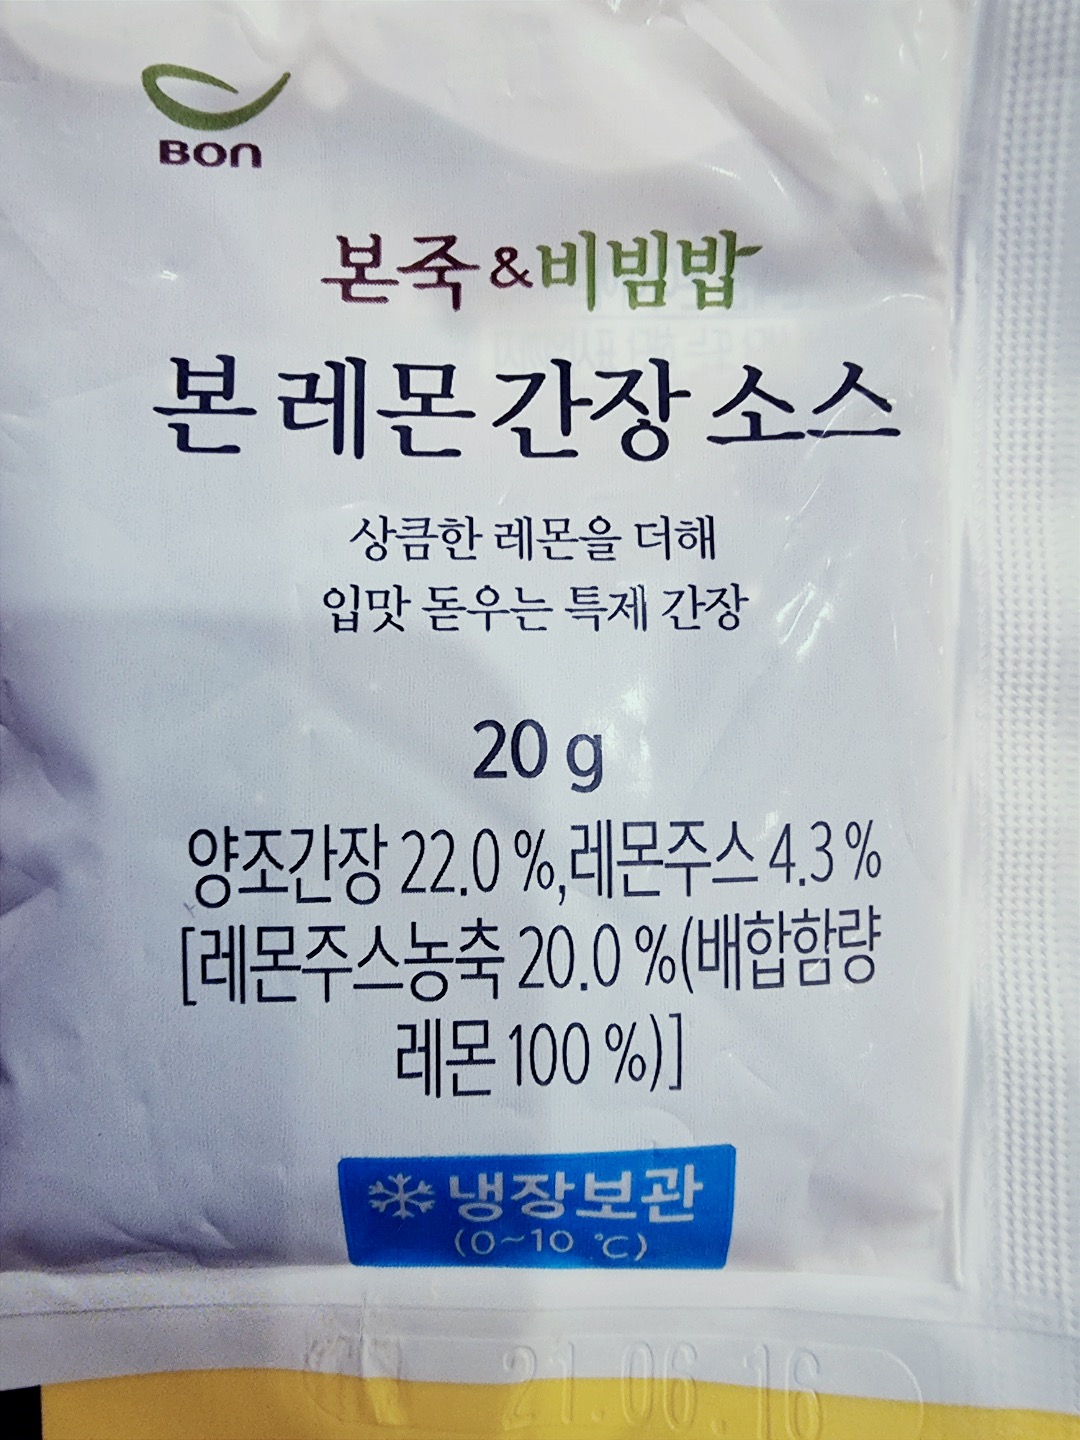 BON
본죽&비빔밥
본 레몬 간장 소스
상큼한 레몬을 더해
입맛 돋우는 특제 간장
20 g
양조간장 22.0 %,레몬주스 4.3 %
[레몬주스농축 20.0 %(배합함량
레몬 100 %)]
냉장보관
(0~10 ℃)
21.06.16